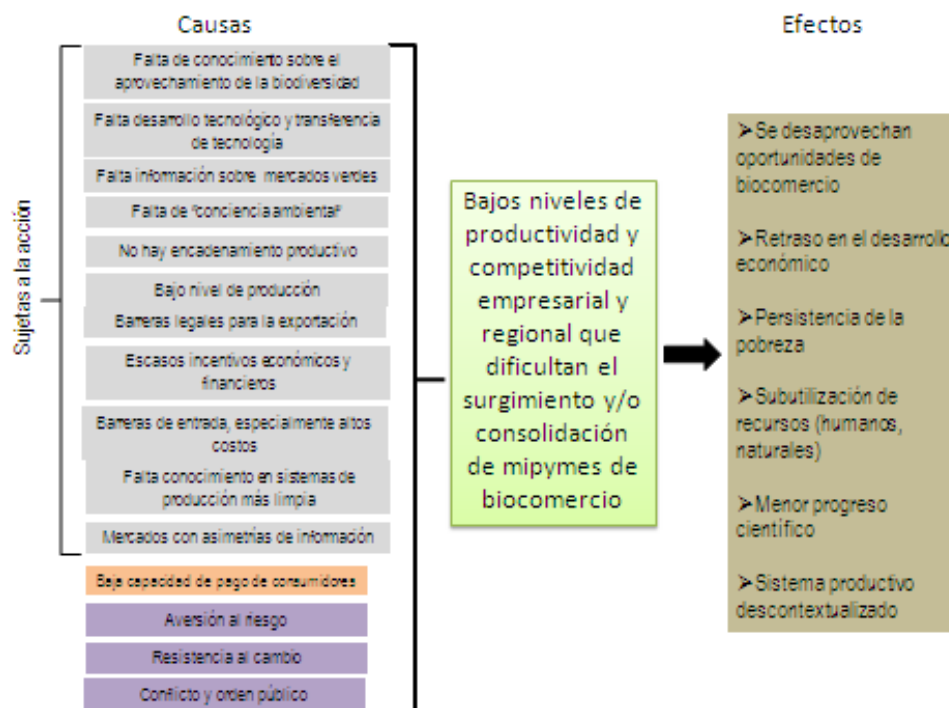 Causas
Sujetas a la acción
Falta de conocimiento sobre el
aprovechamiento de la biodiversidad
Falta desarrollo tecnológico y transferencia
de tecnología
Falta información sobre mercados verdes
Falta de "conciencia ambiental"
No hay encadenamiento productivo
Bajo nivel de producción
Barreras legales para la exportación
Escasos incentivos económicos y
financieros
Barreras de entrada, especialmente altos
costos
Falta conocimiento en sistemas de
producción más limpia
Mercados con asimetrías de información
Baja capacidad de pago de consumidores
Aversión al riesgo
Resistencia al cambio
Conflicto y orden público
Bajos niveles de
productividad y
competitividad
empresarial y
regional que
dificultan el
surgimiento y/o
consolidación
de mipymes de
biocomercio
Efectos
➤Se desaprovechan
oportunidades de
biocomercio
➤Retraso en el desarrollo
económico
➤Persistencia de la
pobreza
➤Subutilización de
recursos (humanos,
naturales)
➤Menor progreso
científico
➤Sistema productivo
descontextualizado